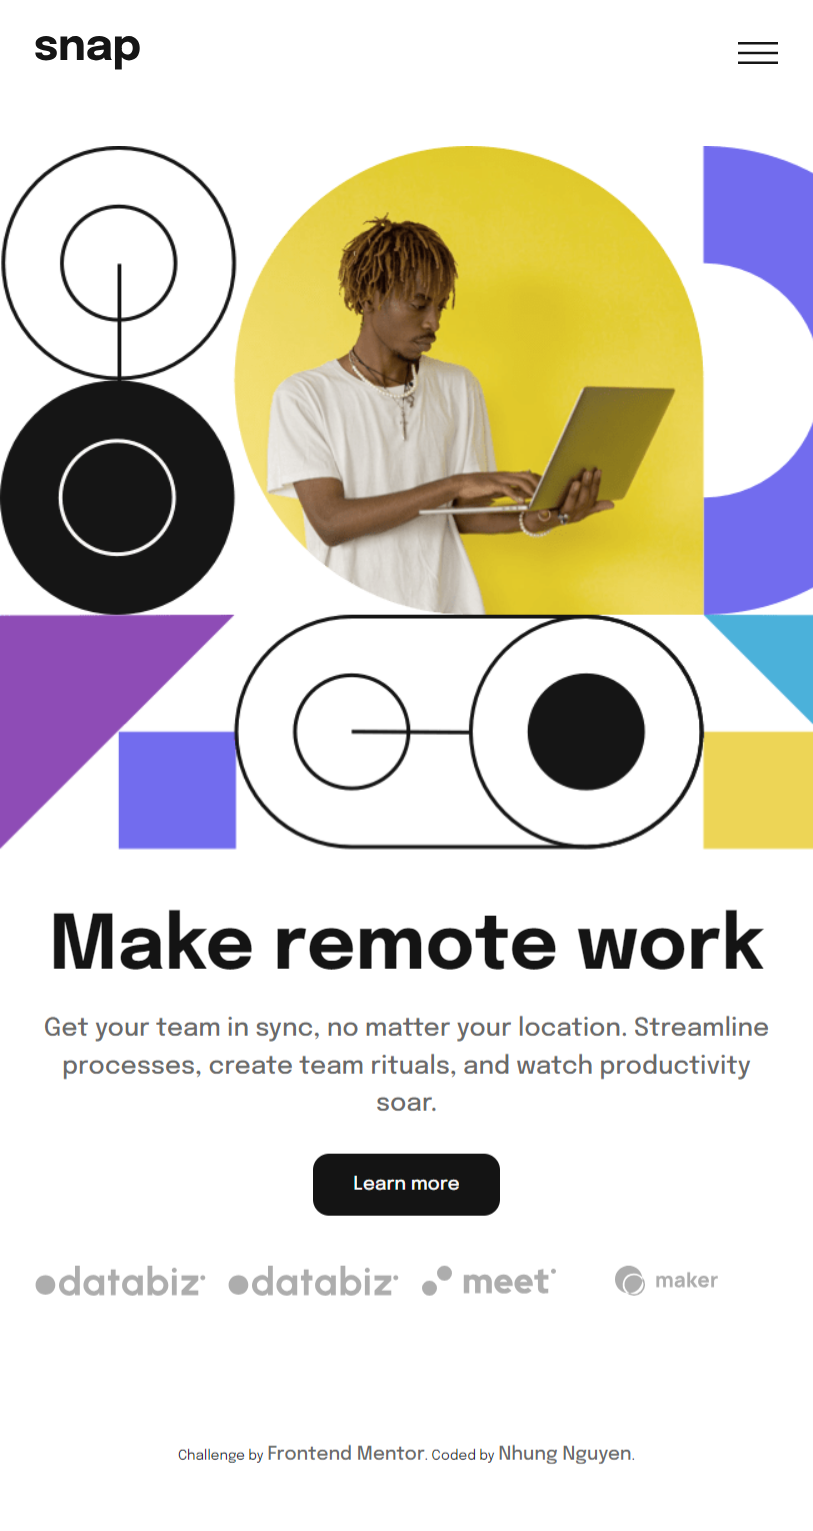 snap
Make remote work
Get your team in sync, no matter your location. Streamline
processes, create team rituals, and watch productivity
soar.
Learn more
databiz databiz meet maker
Challenge by Frontend Mentor. Coded by Nhung Nguyen.